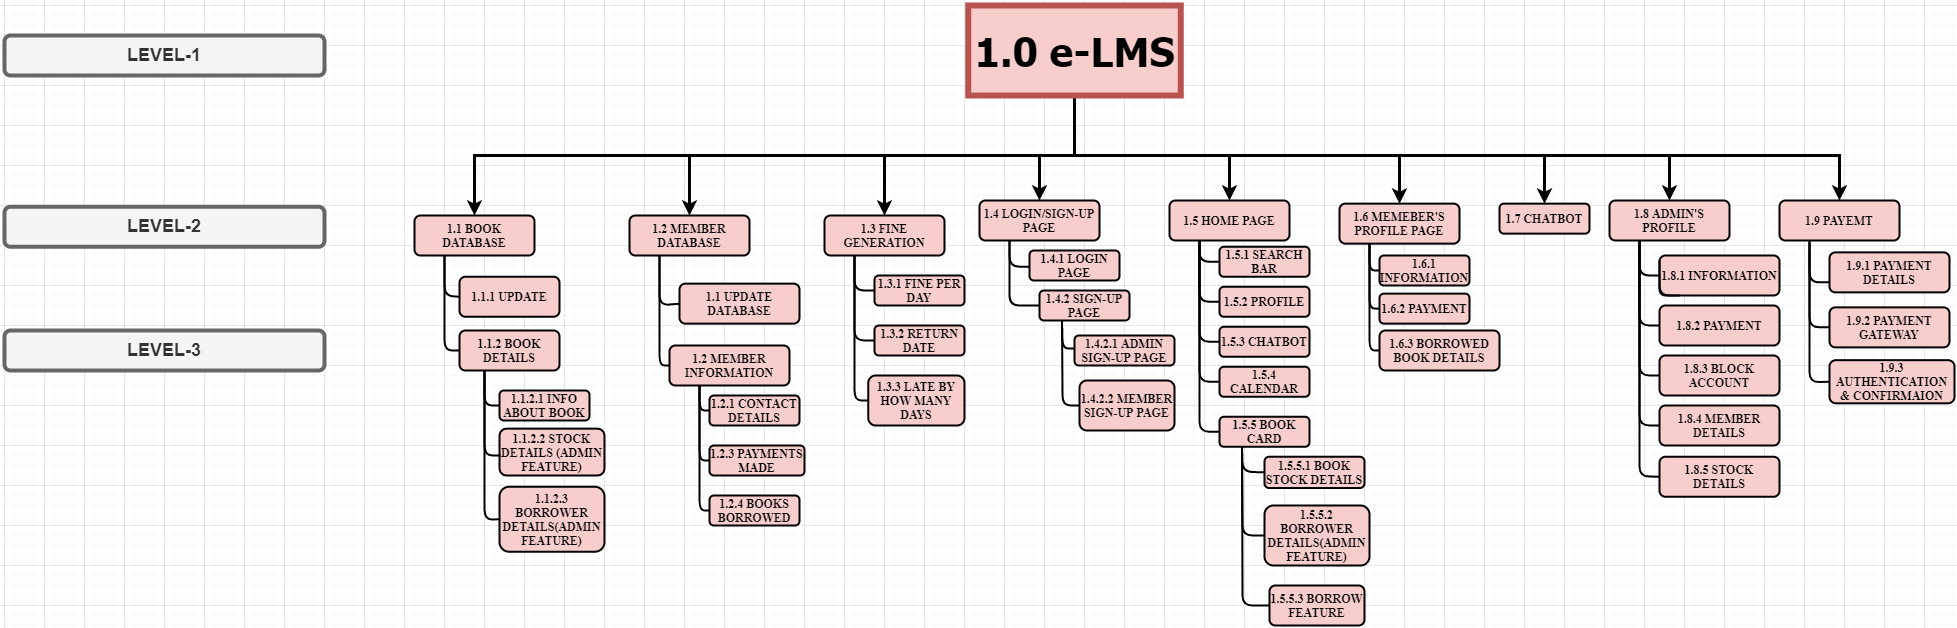 LEVEL-1
1.0 e-LMS
LEVEL-2
LEVEL-3
1.1 BOOK
DATABASE
1.1.1 UPDATE
1.1.2 BOOK
DETAILS
1.1.2.1 INFO
ABOUT BOOK
1.1.2.2 STOCK
DETAILS (ADMIN
FEATURE)
1.1.2.3
BORROWER
DETAILS(ADMIN
FEATURE)
1.2 MEMBER
DATABASE
1.1 UPDATE
DATABASE
1.2 MEMBER
INFORMATION
1.2.1 CONTACT
DETAILS
1.2.3 PAYMENTS
MADE
1.2.4 BOOKS
BORROWED
1.3 FINE
GENERATION
1.3.1 FINE PER
DAY
1.3.2 RETURN
DATE
1.3.3 LATE BY
HOW MANY
DAYS
1.4 LOGIN/SIGN-UP
PAGE
1.4.1 LOGIN
PAGE
1.4.2 SIGN-UP
PAGE
1.4.2.1 ADMIN
SIGN-UP PAGE
1.4.2.2 MEMBER
SIGN-UP PAGE
1.5 HOME PAGE
1.5.1 SEARCH
BAR
1.5.2 PROFILE
1.5.3 CHATBOT
1.5.4
CALENDAR
1.5.5 BOOK
CARD
1.5.5.1 BOOK
STOCK DETAILS
1.5.5.2
BORROWER
DETAILS(ADMIN
FEATURE)
1.5.5.3 BORROW
FEATURE
1.6 MEMEBER'S
PROFILE PAGE
1.6.1
INFORMATION
1.6.2 PAYMENT
1.6.3 BORROWED
BOOK DETAILS
1.7 CHATBOT
1.8 ADMIN'S
PROFILE
1.8.1 INFORMATION
1.8.2 PAYMENT
1.8.3 BLOCK
ACCOUNT
1.8.4 MEMBER
DETAILS
1.8.5 STOCK
DETAILS
1.9 PAYEMT
1.9.1 PAYMENT
DETAILS
1.9.2 PAYMENT
GATEWAY
1.9.3
AUTHENTICATION
& CONFIRMAION